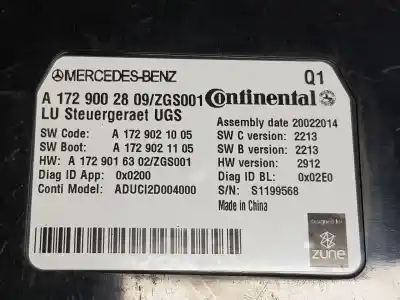 MERCEDES-BENZ
Q1
A 172 900 28 09/ZGS001
Continental
LU Steuergeraet UGS
Assembly date 20022014
SW Code: A 172 902 10 05
SW C version: 2213
SW Boot: A 172 902 11 05
SW B version: 2213
HW: A 172 901 63 02/ZGS001
HW version: 2912
Diag ID App: 0x0200
Diag ID BL: 0x02E0
Conti Model: ADUCI2D004000
S/N: S1199568
Made in China
designed for
zune